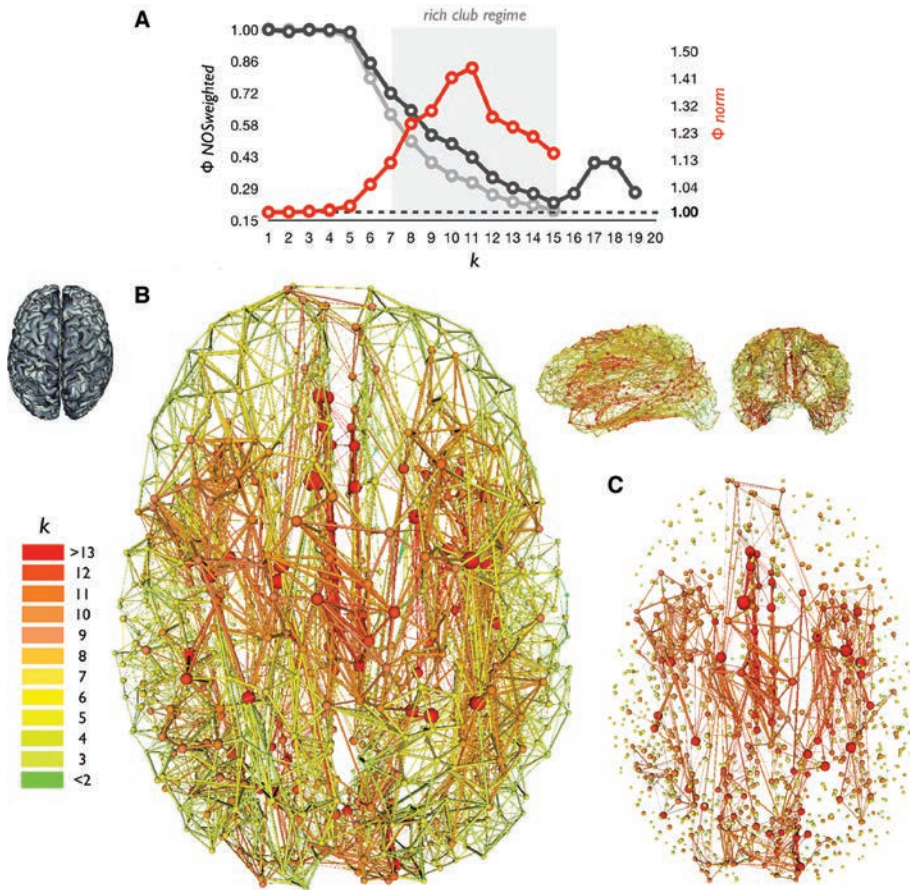 A
rich club regime
Φ NOSweighted
1.00
0.86
0.72
0.58
0.43
0.29
0.15
1.50
1.41
1.32
1.23
1.13
1.04
1.00
Φ norm
1 2 3 4 5 6 7 8 9 10 11 12 13 14 15 16 17 18 19 20
k
B
C
k
>13
12
11
10
9
8
7
6
5
4
3
<2